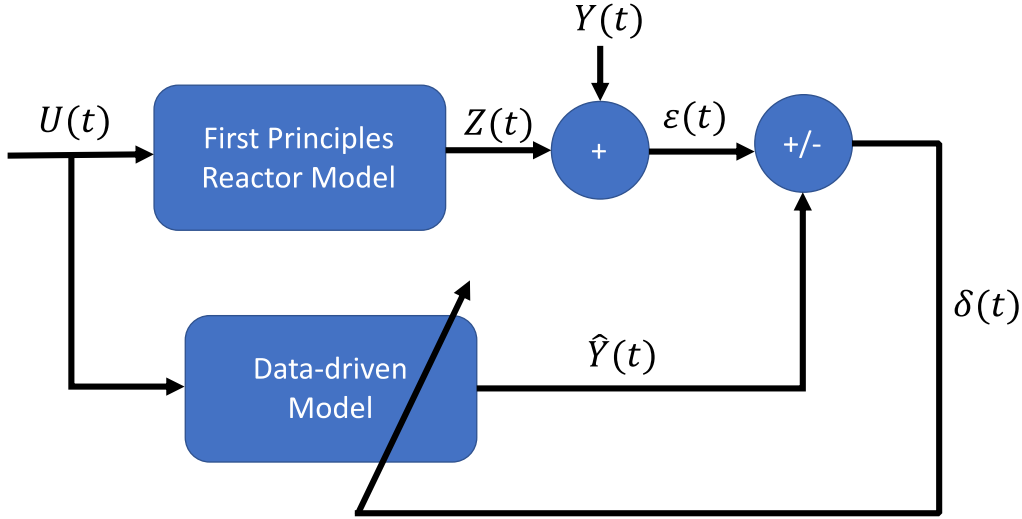 Y(t)
U(t)
First Principles
Reactor Model
Z(t)
+
ε(t)
+/-
δ(t)
Data-driven
Model
Ŷ(t)